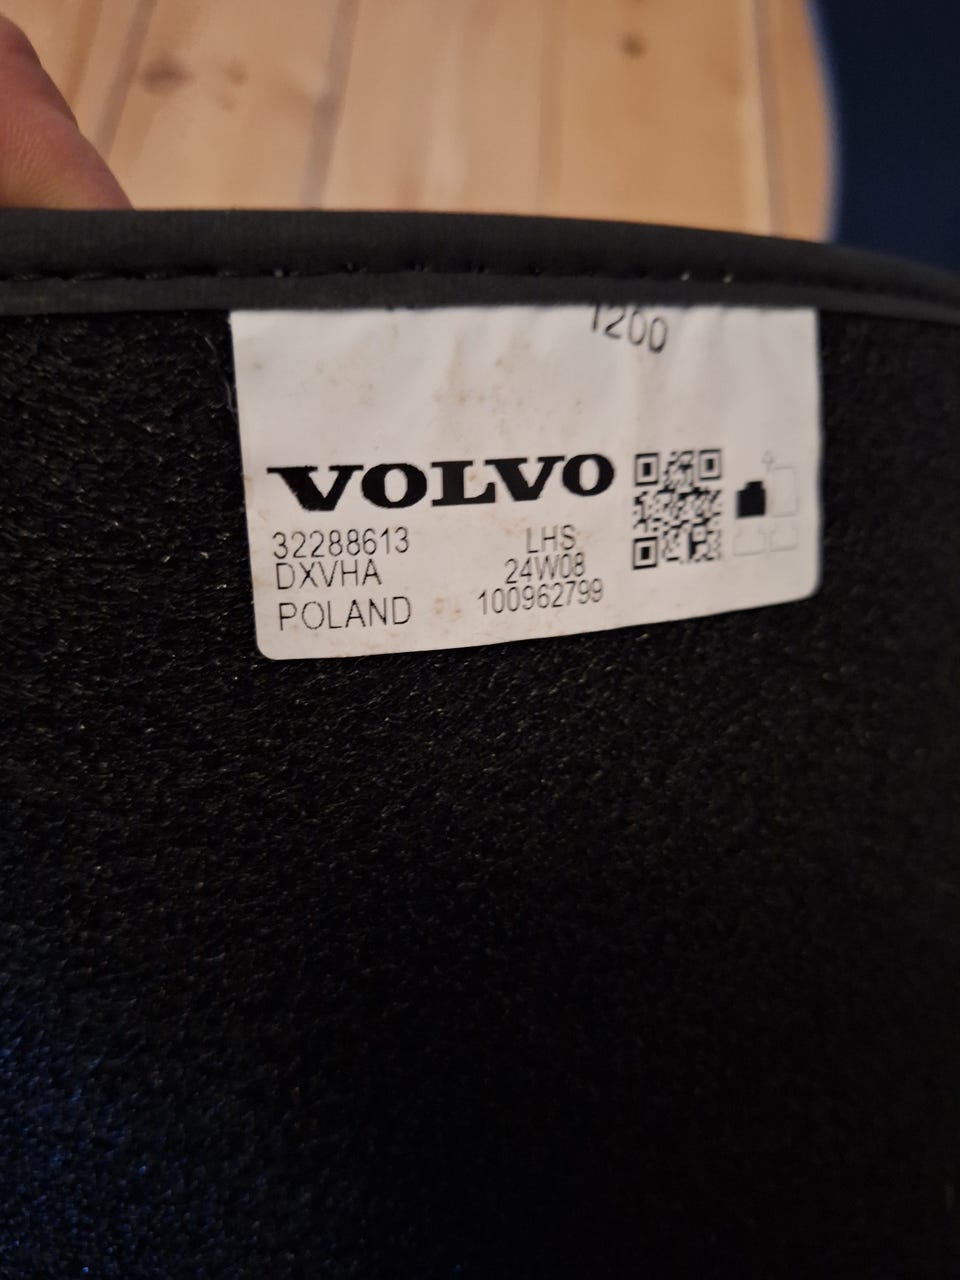 1200
VOLVO
32288613 LHS
DXVHA 24W08
POLAND 100962799